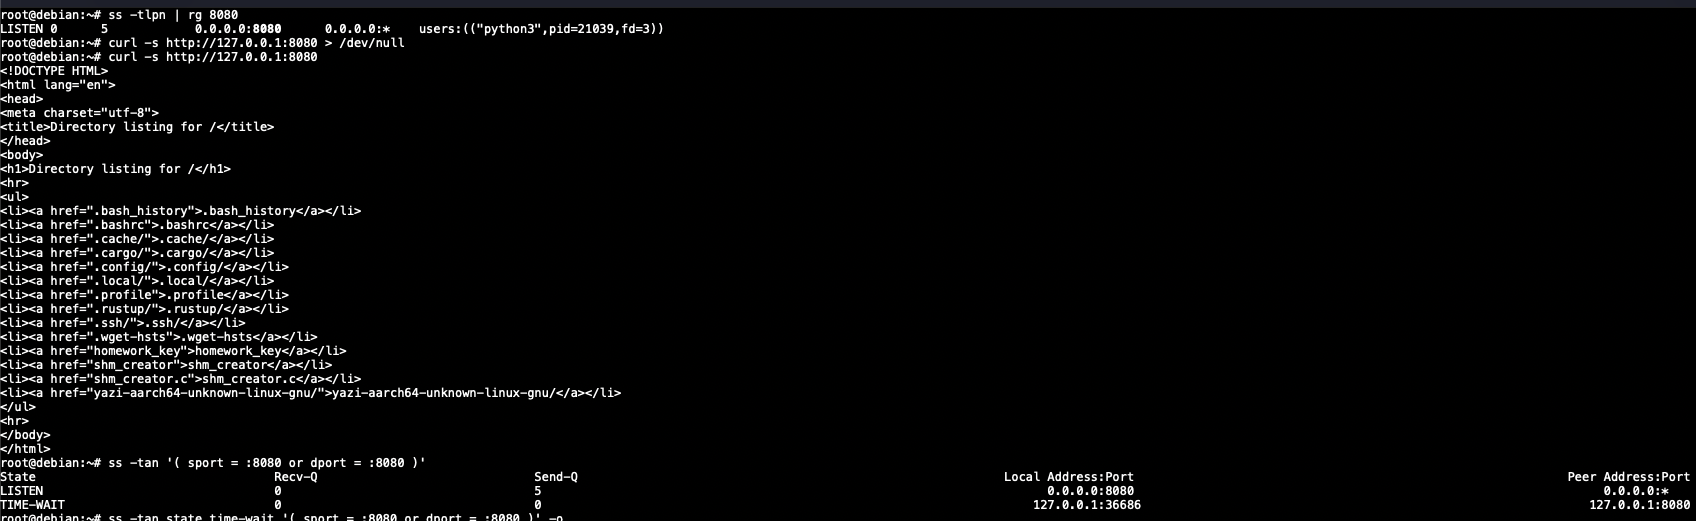 root@debian:~# ss -tlpn | rg 8080
LISTEN 0      5            0.0.0.0:8080      0.0.0.0:*    users:(("python3",pid=21039,fd=3))
root@debian:~# curl -s http://127.0.0.1:8080 > /dev/null
root@debian:~# curl -s http://127.0.0.1:8080
<!DOCTYPE HTML>
<html lang="en">
<head>
<meta charset="utf-8">
<title>Directory listing for /</title>
</head>
<body>
<h1>Directory listing for /</h1>
<hr>
<ul>
<li><a href=".bash_history">.bash_history</a></li>
<li><a href=".bashrc">.bashrc</a></li>
<li><a href=".cache/">.cache/</a></li>
<li><a href=".cargo/">.cargo/</a></li>
<li><a href=".config/">.config/</a></li>
<li><a href=".local/">.local/</a></li>
<li><a href=".profile">.profile</a></li>
<li><a href=".rustup/">.rustup/</a></li>
<li><a href=".ssh/">.ssh/</a></li>
<li><a href=".wget-hsts">.wget-hsts</a></li>
<li><a href="homework_key">homework_key</a></li>
<li><a href="shm_creator">shm_creator</a></li>
<li><a href="shm_creator.c">shm_creator.c</a></li>
<li><a href="yazi-aarch64-unknown-linux-gnu/">yazi-aarch64-unknown-linux-gnu/</a></li>
</ul>
<hr>
</body>
</html>
root@debian:~# ss -tan '( sport = :8080 or dport = :8080 )'
State Recv-Q Send-Q Local Address:Port Peer Address:Port
LISTEN 0 5 0.0.0.0:8080 0.0.0.0:*
TIME-WAIT 0 0 127.0.0.1:36686 127.0.0.1:8080
root@debian:~# ss -tan state time-wait '( sport = :8080 or dport = :8080 )' -o